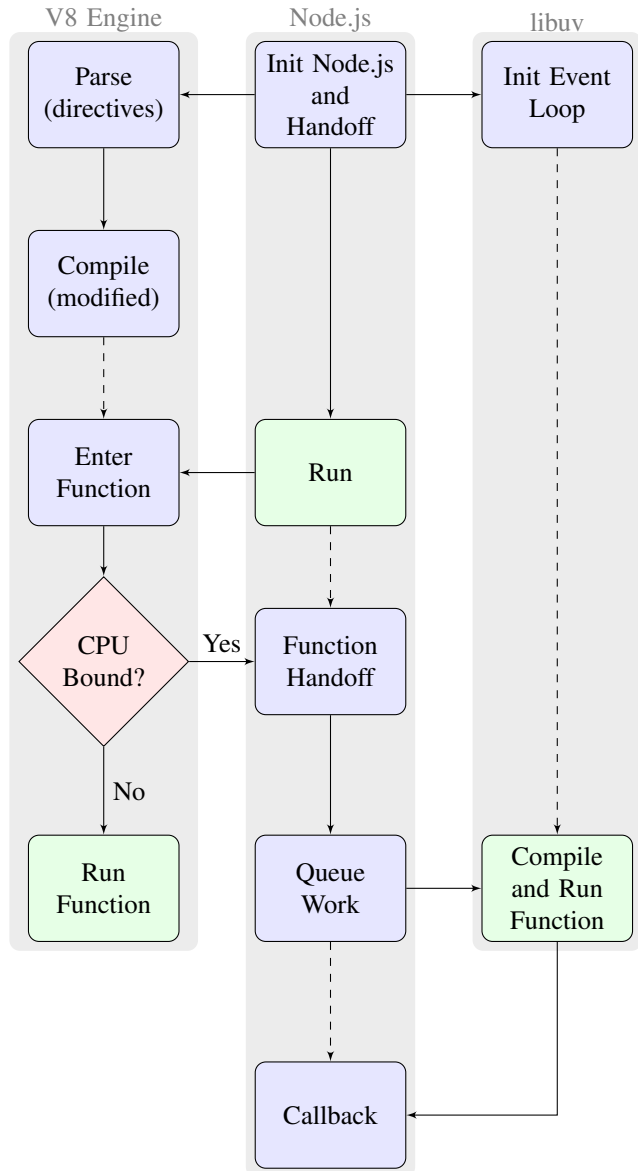 V8 Engine
Node.js
libuv
Parse
(directives)
Init Node.js
and
Handoff
Init Event
Loop
Compile
(modified)
Enter
Function
Run
CPU
Bound?
Yes
Function
Handoff
No
Run
Function
Queue
Work
Compile
and Run
Function
Callback